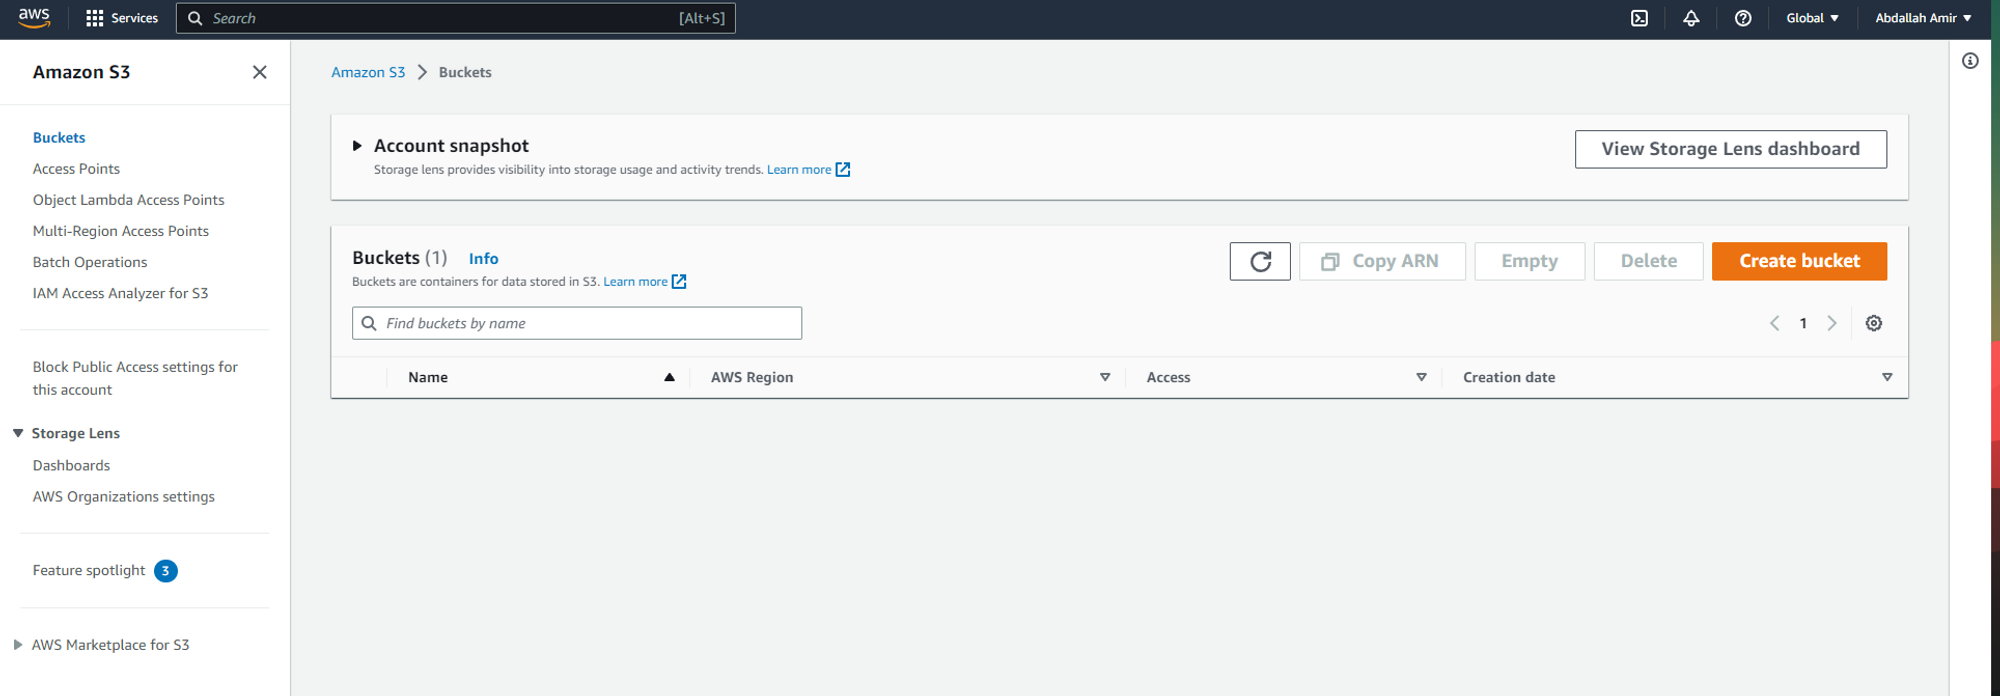 aws
Services
Search [Alt+S]
Global
Abdallah Amir
Amazon S3
Buckets
Access Points
Object Lambda Access Points
Multi-Region Access Points
Batch Operations
IAM Access Analyzer for S3
Block Public Access settings for
this account
Storage Lens
Dashboards
AWS Organizations settings
Feature spotlight 3
AWS Marketplace for S3
Amazon S3 > Buckets
Account snapshot
Storage lens provides visibility into storage usage and activity trends. Learn more
View Storage Lens dashboard
Buckets (1) Info
Buckets are containers for data stored in S3. Learn more
Copy ARN
Empty
Delete
Create bucket
Find buckets by name
1
Name AWS Region Access Creation date